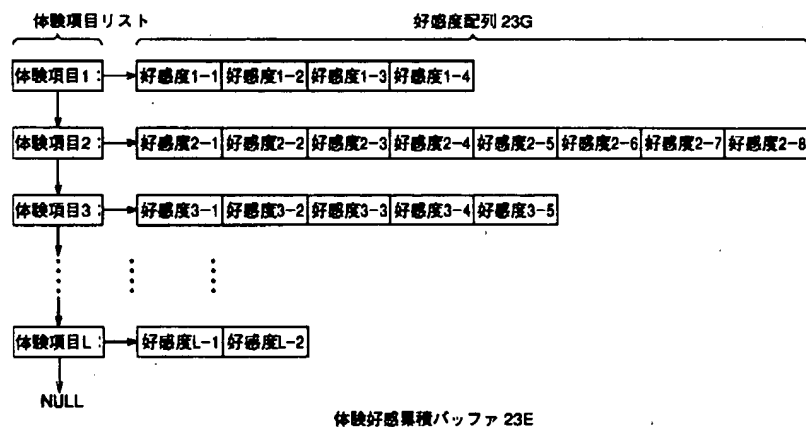 体験項目リスト 好感度配列 23G
体験項目1: 好感度1-1 好感度1-2 好感度1-3 好感度1-4
体験項目2: 好感度2-1 好感度2-2 好感度2-3 好感度2-4 好感度2-5 好感度2-6 好感度2-7 好感度2-8
体験項目3: 好感度3-1 好感度3-2 好感度3-3 好感度3-4 好感度3-5
体験項目L: 好感度L-1 好感度L-2
NULL
体験好感累積バッファ 23E